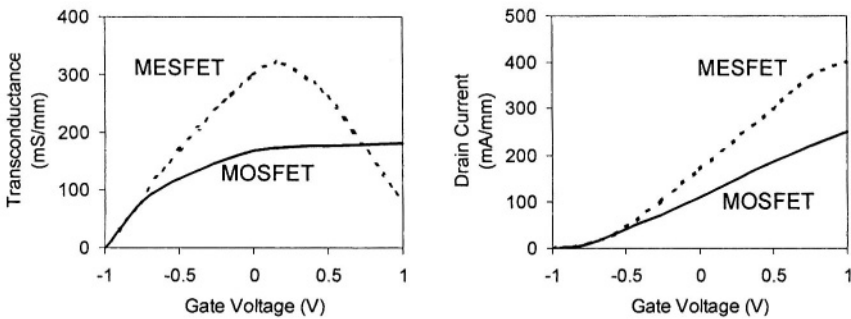 Transconductance
(mS/mm)
400
300
200
100
0
MESFET
MOSFET
-1
-0.5
0
0.5
1
Gate Voltage (V)
Drain Current
(mA/mm)
500
400
300
200
100
0
MESFET
MOSFET
-1
-0.5
0
0.5
1
Gate Voltage (V)